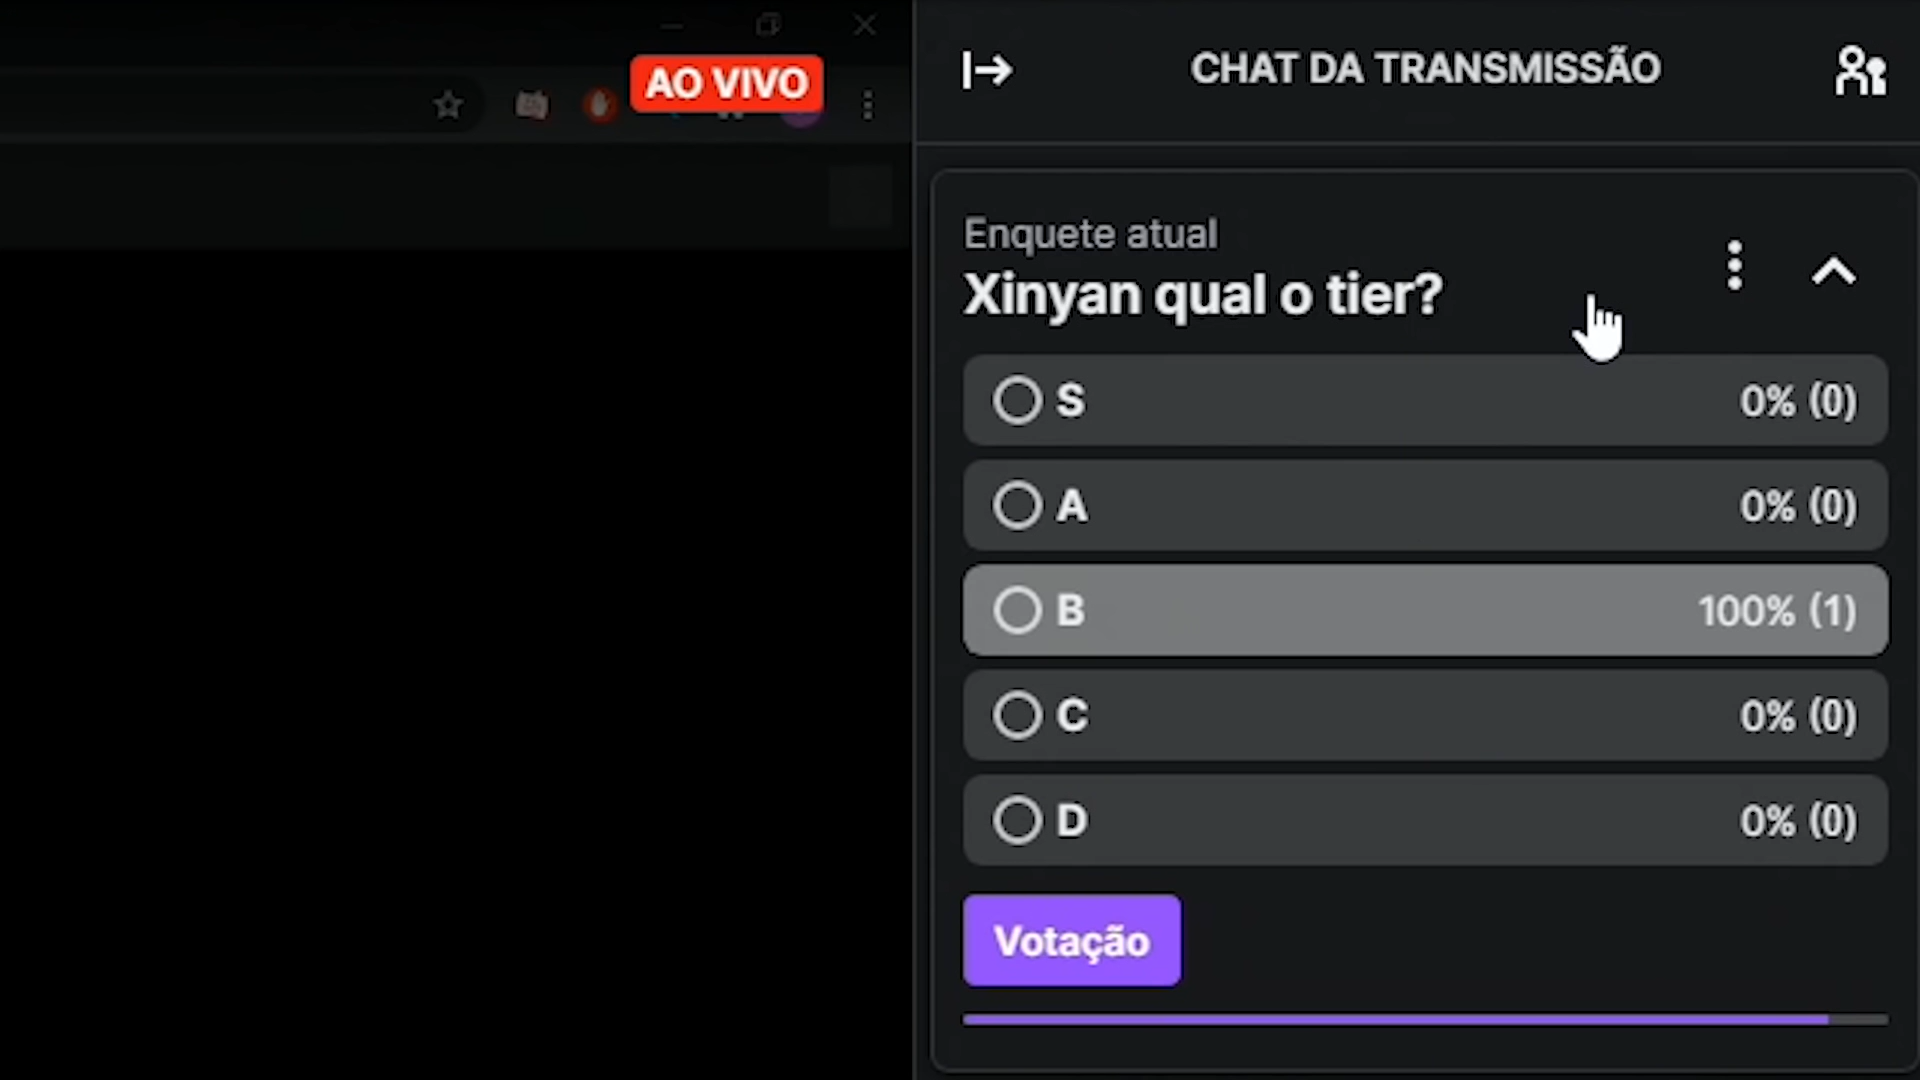 AO VIVO
CHAT DA TRANSMISSÃO
Enquete atual
Xinyan qual o tier?
S 0% (0)
A 0% (0)
B 100% (1)
C 0% (0)
D 0% (0)
Votação